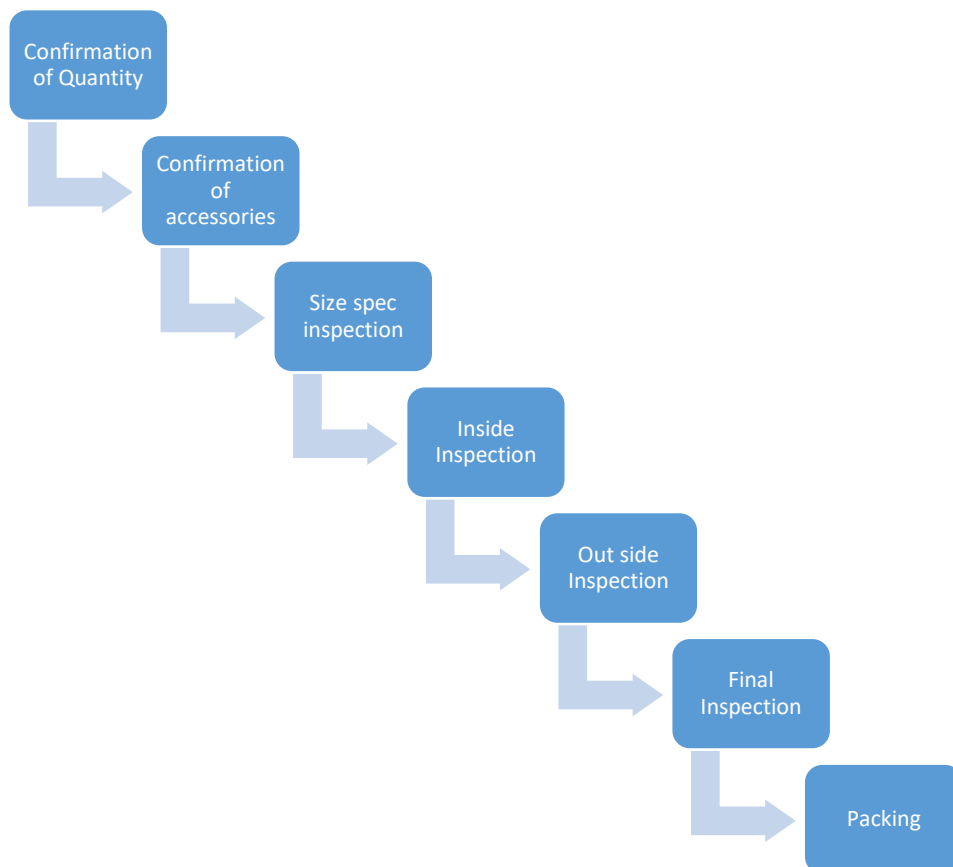 Confirmation
of Quantity
Confirmation
of
accessories
Size spec
inspection
Inside
Inspection
Out side
Inspection
Final
Inspection
Packing